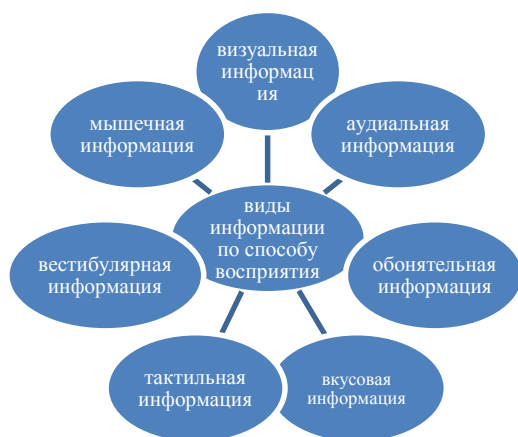 визуальная
информац
ия
мышечная
информация
аудиальная
информация
виды
информации
по способу
восприятия
вестибулярная
информация
обонятельная
информация
тактильная
информация
вкусовая
информация